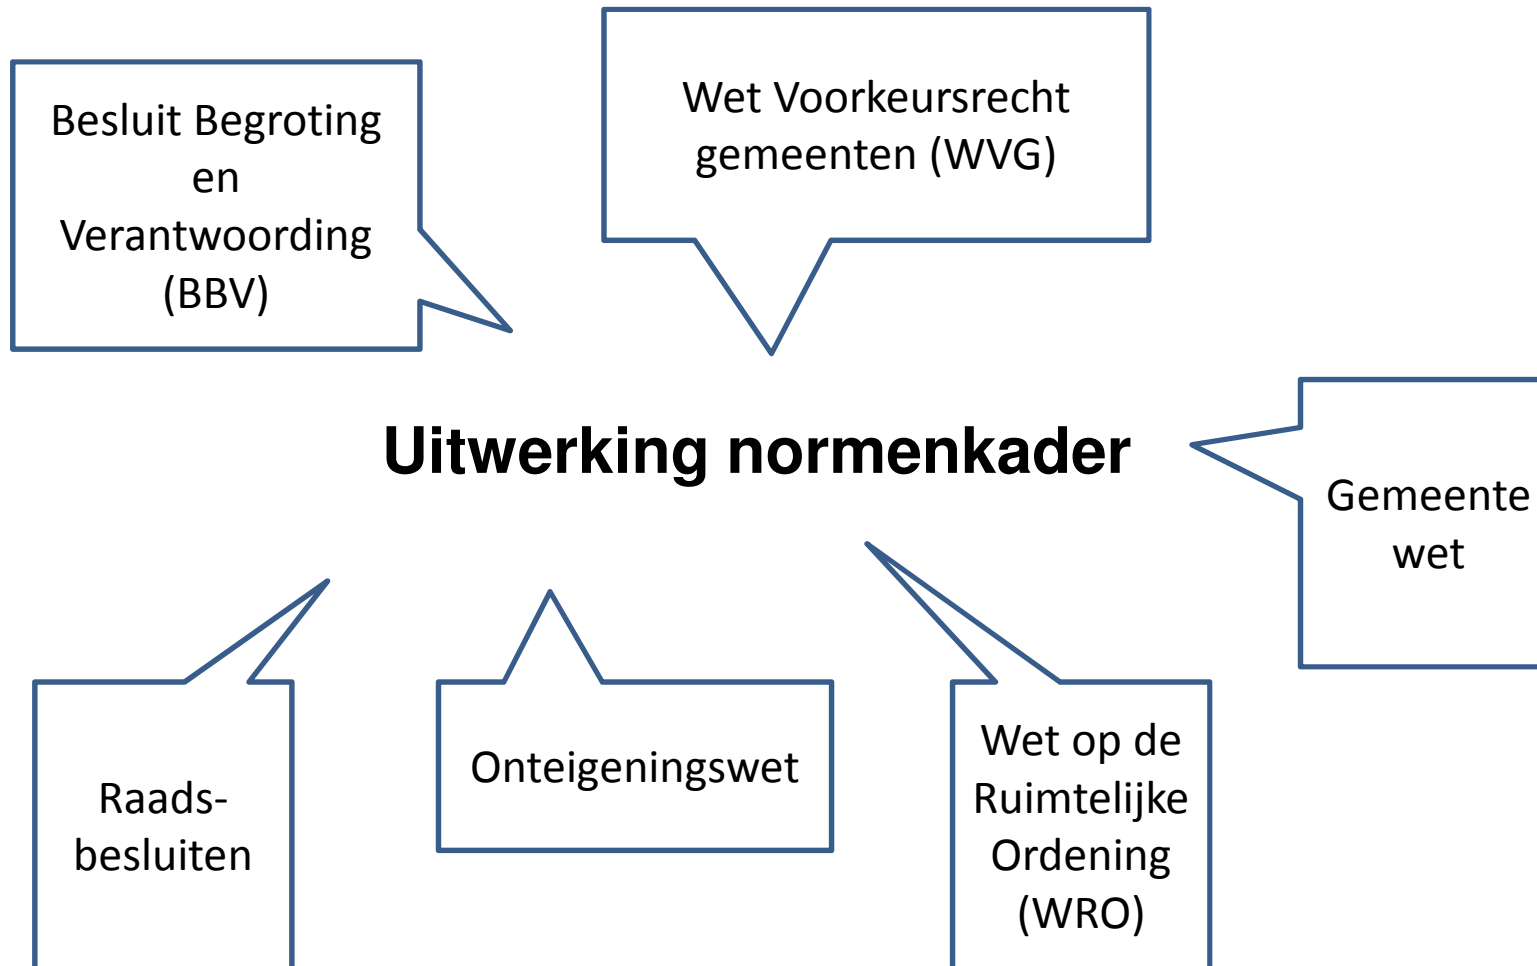 Besluit Begroting
en
Verantwoording
(BBV)
Wet Voorkeursrecht
gemeenten (WVG)
Uitwerking normenkader
Gemeente
wet
Raads-
besluiten
Onteigeningswet
Wet op de
Ruimtelijke
Ordening
(WRO)